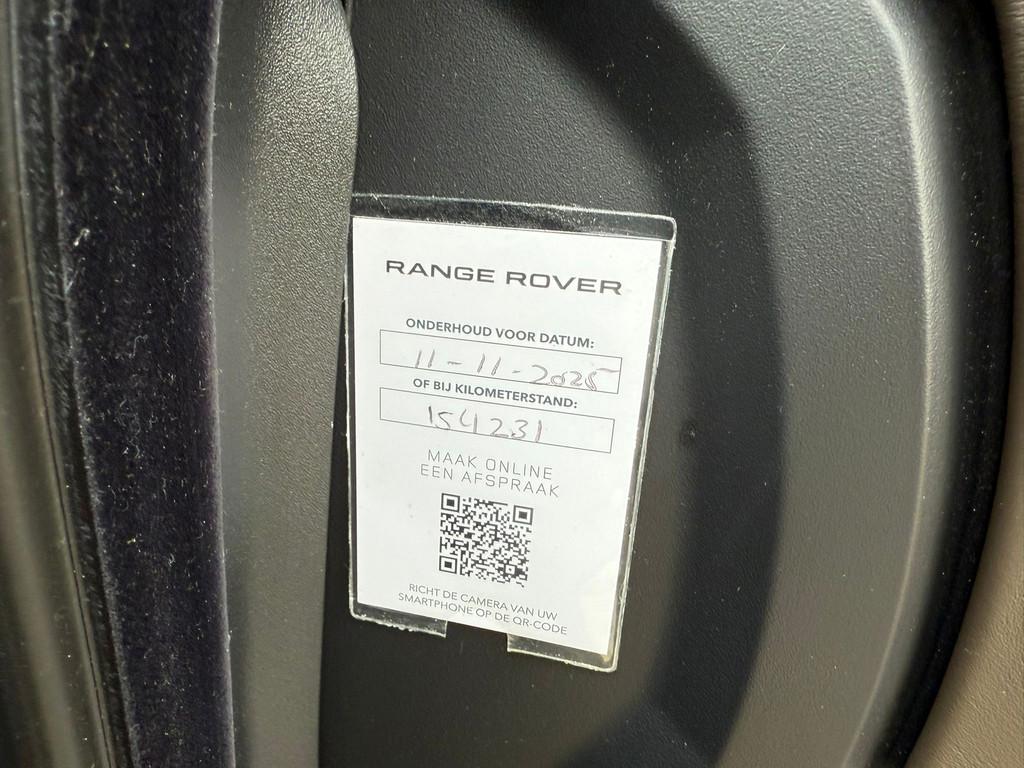 RANGE ROVER
ONDERHOUD VOOR DATUM:
11-11-2025
OF BIJ KILOMETERSTAND:
154231
MAAK ONLINE
EEN AFSPRAAK
RICHT DE CAMERA VAN UW
SMARTPHONE OP DE QR-CODE